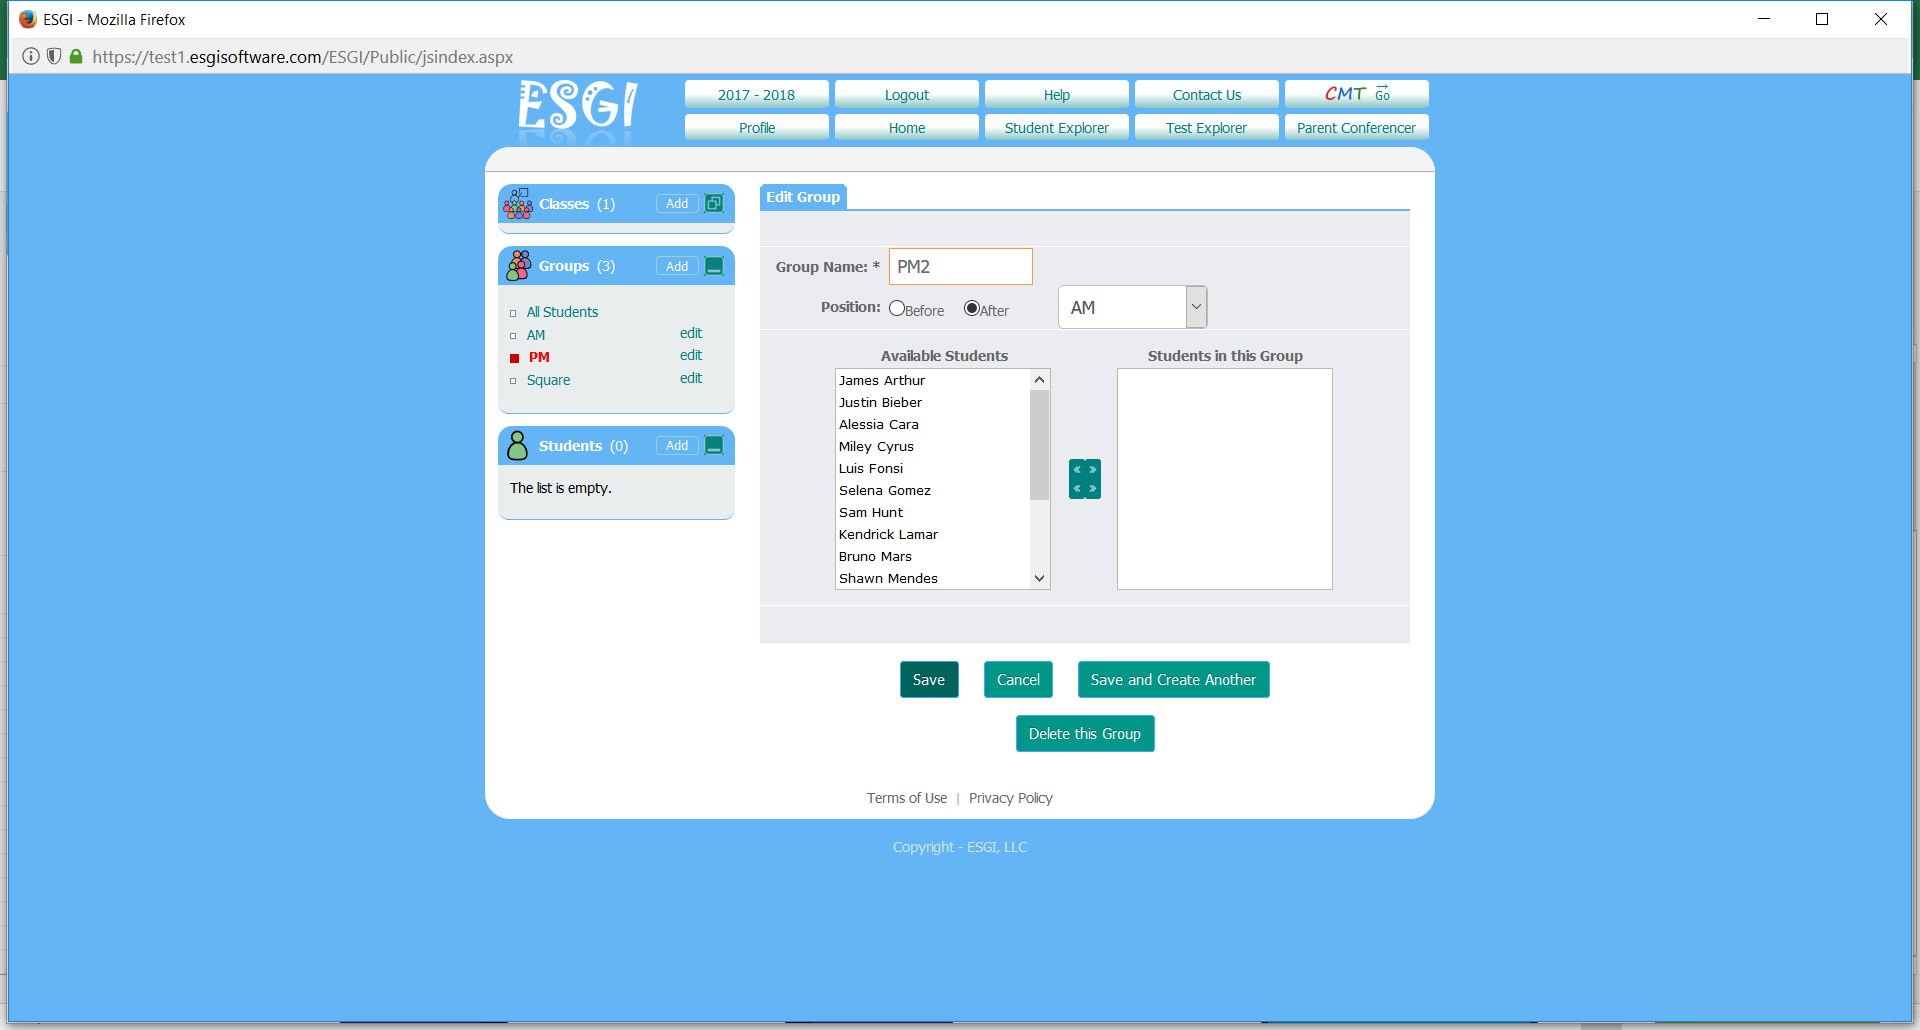 ESGI - Mozilla Firefox
https://test1.esgisoftware.com/ESGI/Public/jsindex.aspx
ESGI
2017 - 2018
Logout
Help
Contact Us
CMT Go
Profile
Home
Student Explorer
Test Explorer
Parent Conferencer
Classes (1)
Add
Groups (3)
Add
All Students
AM edit
PM edit
Square edit
Students (0)
Add
The list is empty.
Edit Group
Group Name: * PM2
Position: Before After AM
Available Students
James Arthur
Justin Bieber
Alessia Cara
Miley Cyrus
Luis Fonsi
Selena Gomez
Sam Hunt
Kendrick Lamar
Bruno Mars
Shawn Mendes
Students in this Group
Save
Cancel
Save and Create Another
Delete this Group
Terms of Use | Privacy Policy
Copyright - ESGI, LLC